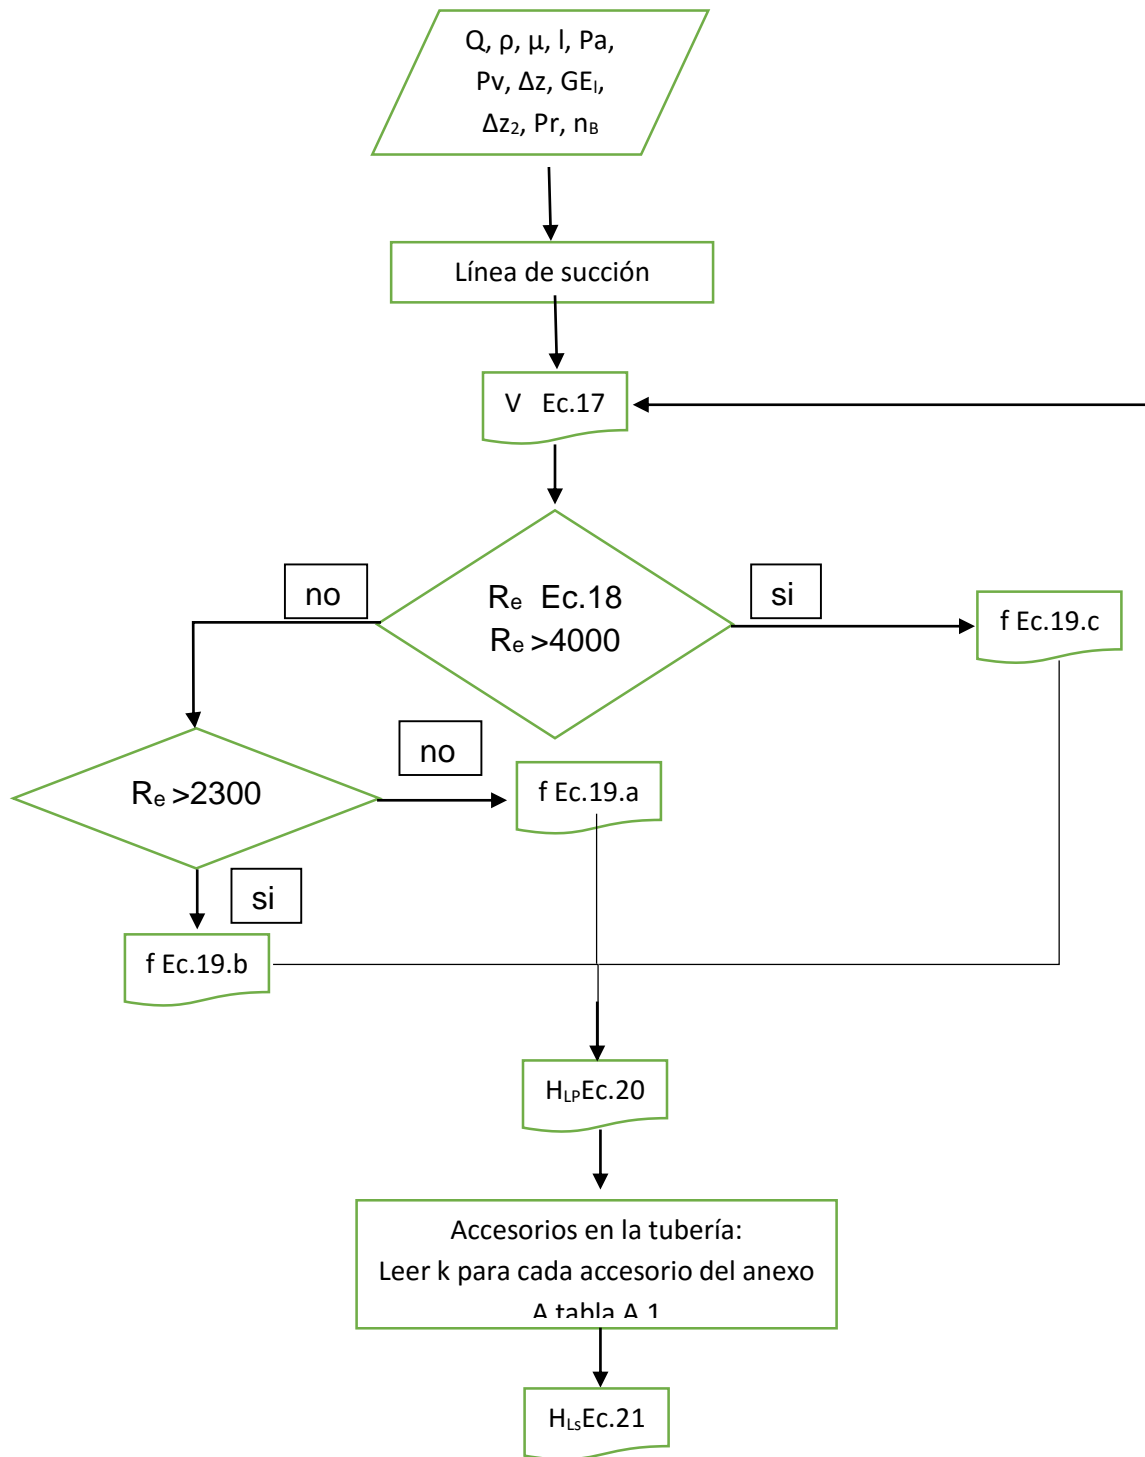 Q, ρ, μ, l, Pa,
Pv, Δz, GEₗ,
Δz₂, Pr, nB
Línea de succión
V Ec.17
no
Re Ec.18
Re >4000
si
f Ec.19.c
Re >2300
no
f Ec.19.a
si
f Ec.19.b
HLPEc.20
Accesorios en la tubería:
Leer k para cada accesorio del anexo
A tabla A.1
HLsEc.21